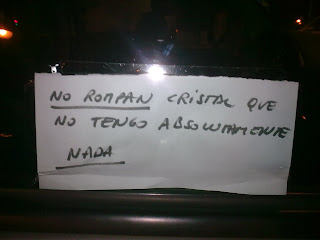 NO ROMPAN CRISTAL QUE
NO TENGO ABSOLUTAMENTE
NADA